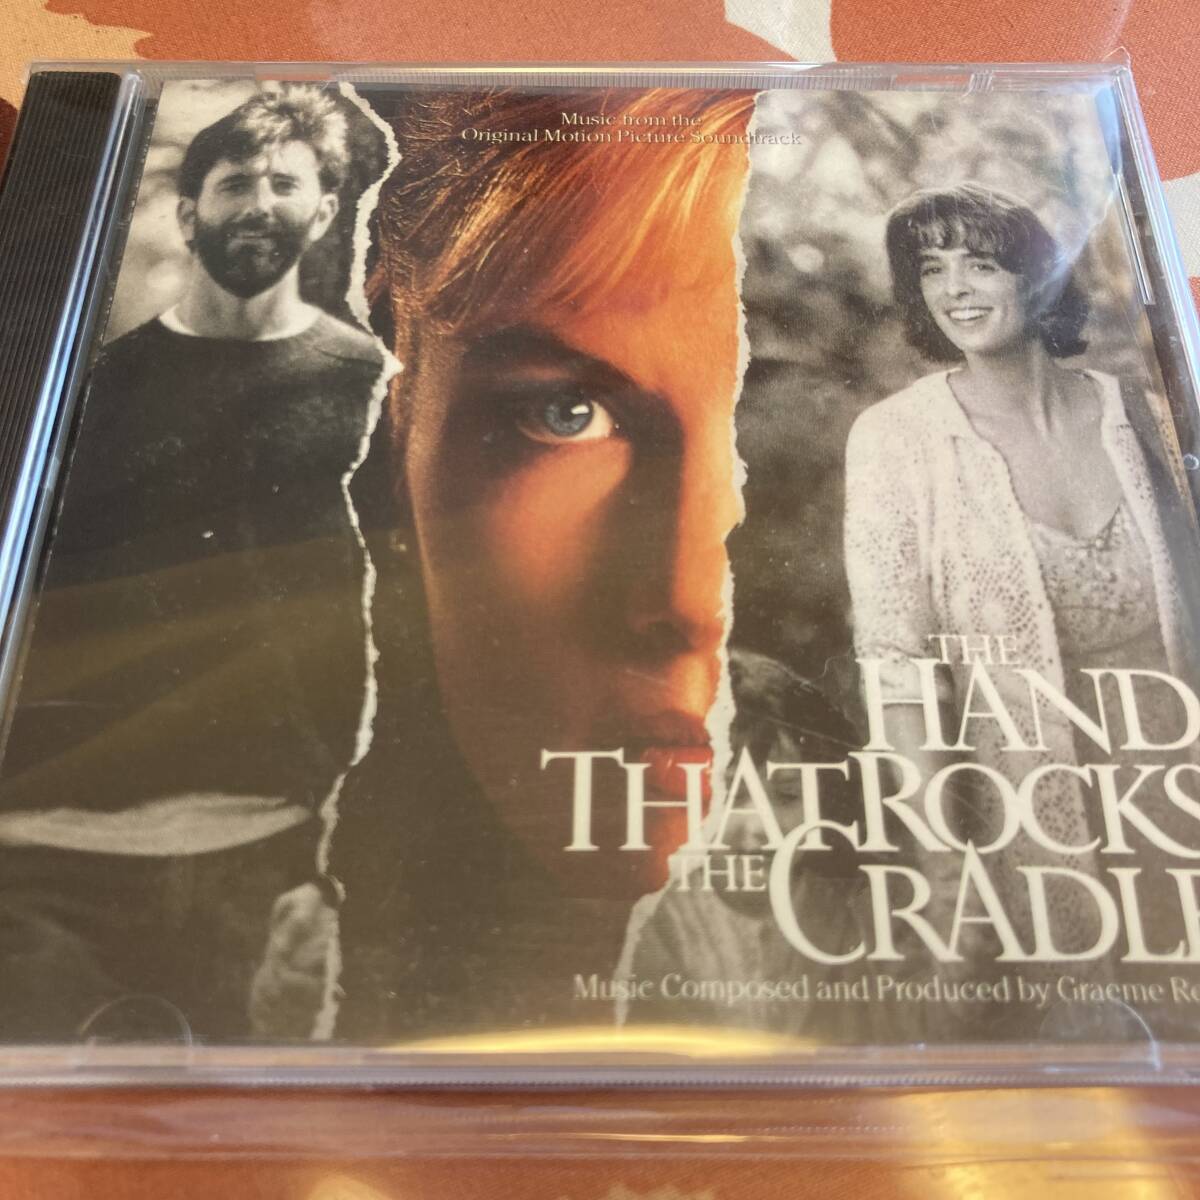 Music from the
Original Motion Picture Soundtrack
THE
HAND
THAT ROCKS
THE CRADLE
Music Composed and Produced by Graeme Re